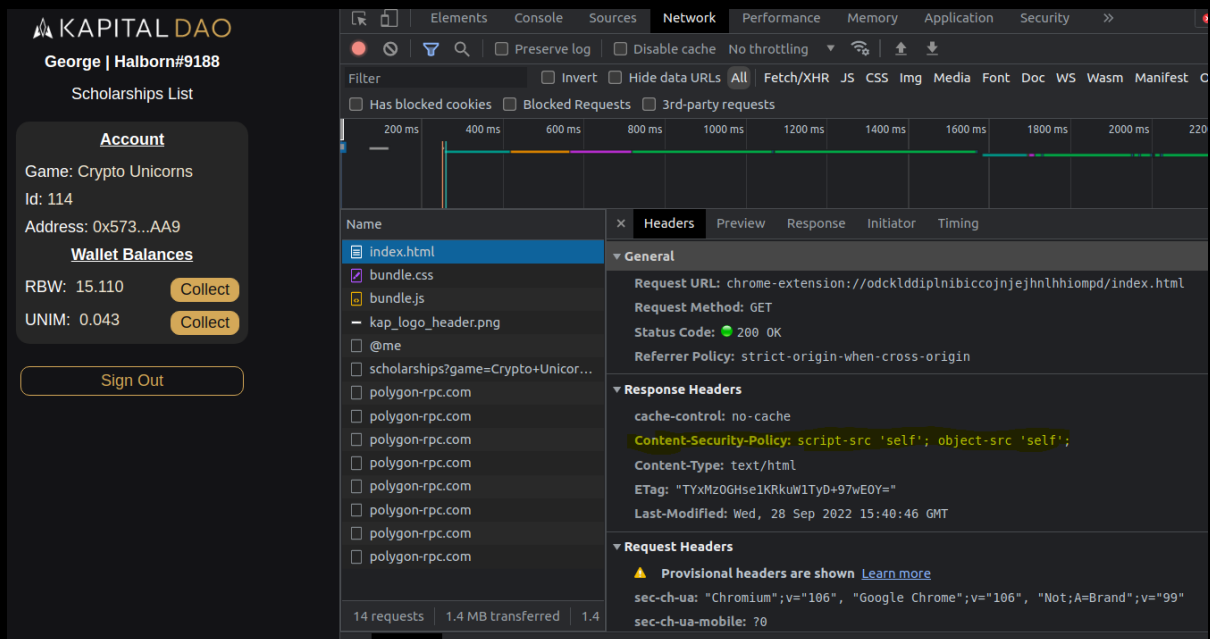 KAPITAL DAO
George | Halborn#9188
Scholarships List
Account
Game: Crypto Unicorns
Id: 114
Address: 0x573...AA9
Wallet Balances
RBW: 15.110 Collect
UNIM: 0.043 Collect
Sign Out
Elements Console Sources Network Performance Memory Application Security
Preserve log Disable cache No throttling
Filter Invert Hide data URLs All Fetch/XHR JS CSS Img Media Font Doc WS Wasm Manifest
Has blocked cookies Blocked Requests 3rd-party requests
200 ms 400 ms 600 ms 800 ms 1000 ms 1200 ms 1400 ms 1600 ms 1800 ms 2000 ms 220
Name
index.html
bundle.css
bundle.js
kap_logo_header.png
@me
scholarships?game=Crypto+Unicor...
polygon-rpc.com
polygon-rpc.com
polygon-rpc.com
polygon-rpc.com
polygon-rpc.com
polygon-rpc.com
polygon-rpc.com
polygon-rpc.com
14 requests 1.4 MB transferred 1.4
Headers Preview Response Initiator Timing
General
Request URL: chrome-extension://odcklddiplnibiccojnjejhnlhhiompd/index.html
Request Method: GET
Status Code: 200 OK
Referrer Policy: strict-origin-when-cross-origin
Response Headers
cache-control: no-cache
Content-Security-Policy: script-src 'self'; object-src 'self';
Content-Type: text/html
ETag: "TYxMzOGHse1KRkuW1TyD+97wEOY="
Last-Modified: Wed, 28 Sep 2022 15:40:46 GMT
Request Headers
Provisional headers are shown Learn more
sec-ch-ua: "Chromium";v="106", "Google Chrome";v="106", "Not;A=Brand";v="99"
sec-ch-ua-mobile: ?0